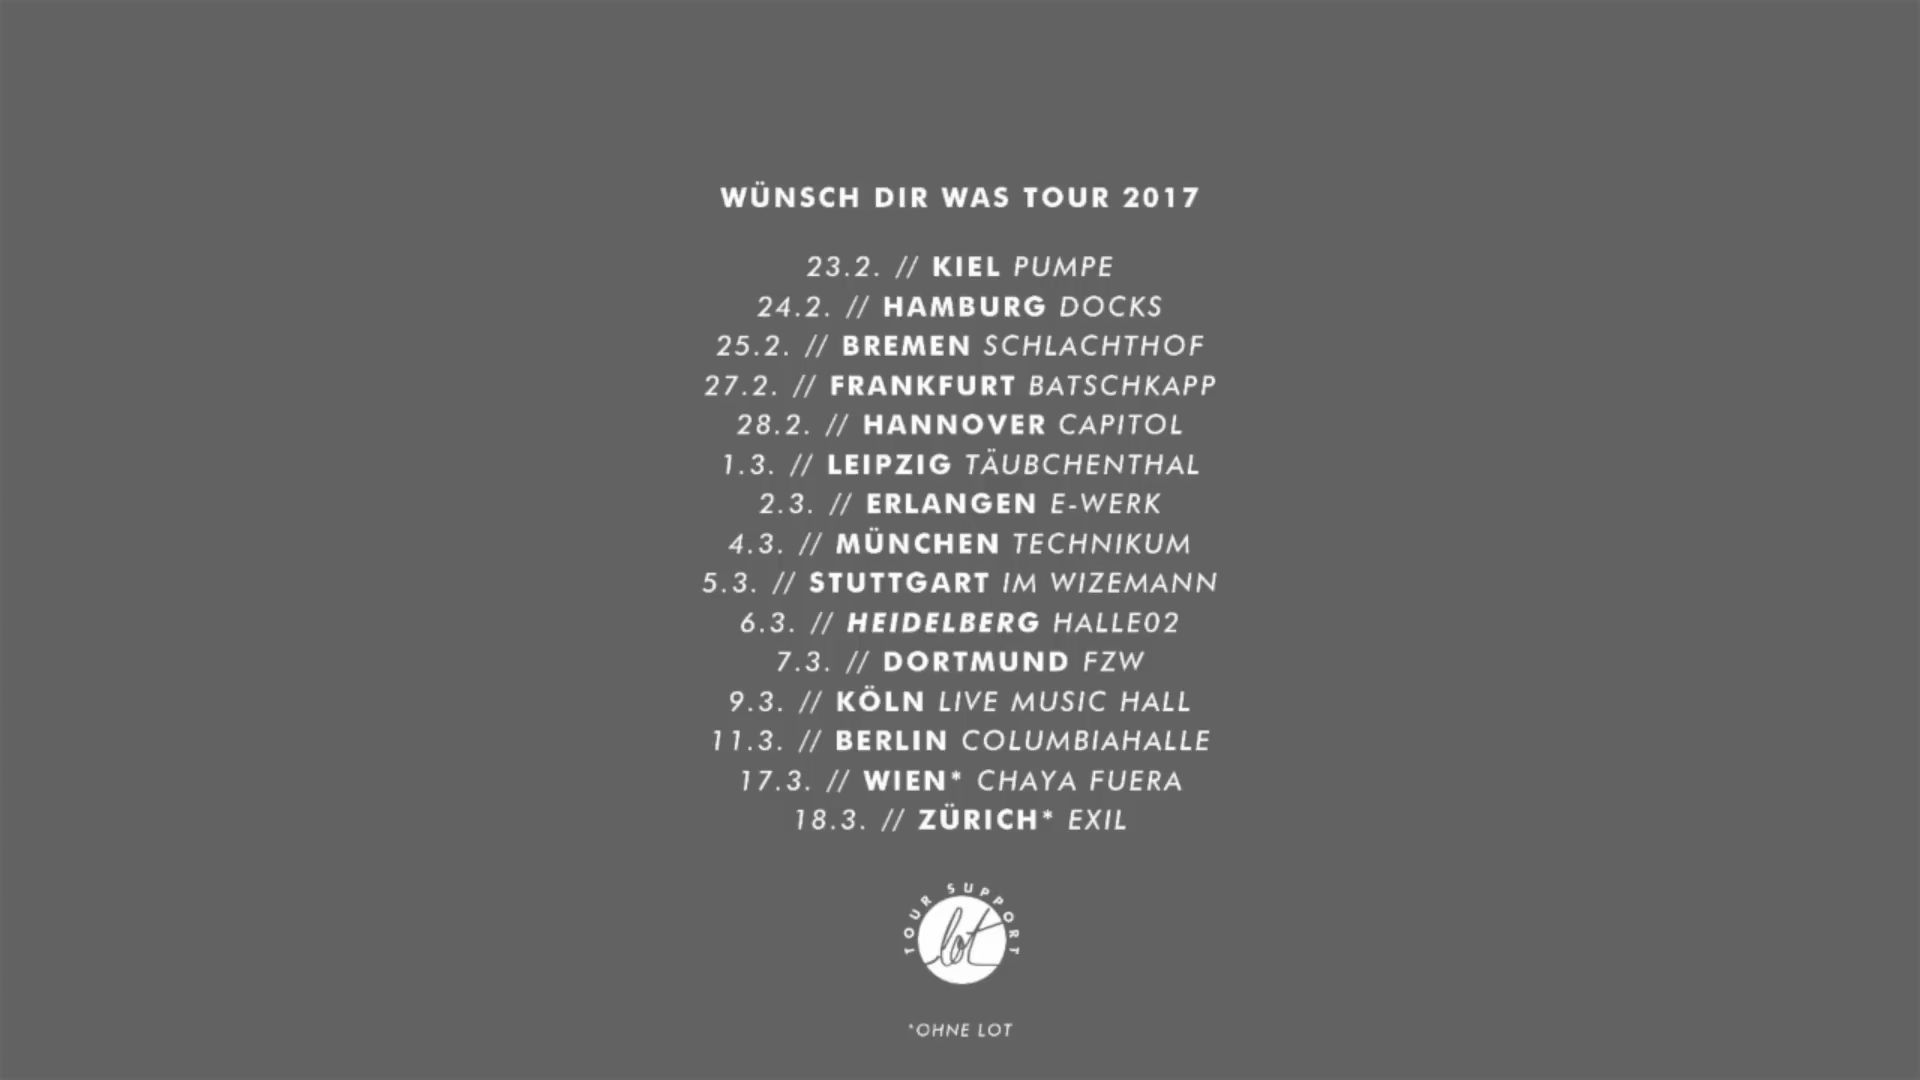 WÜNSCH DIR WAS TOUR 2017
23.2. // KIEL PUMPE
24.2. // HAMBURG DOCKS
25.2. // BREMEN SCHLACHTHOF
27.2. // FRANKFURT BATSCHKAPP
28.2. // HANNOVER CAPITOL
1.3. // LEIPZIG TÄUBCHENTHAL
2.3. // ERLANGEN E-WERK
4.3. // MÜNCHEN TECHNIKUM
5.3. // STUTTGART IM WIZEMANN
6.3. // HEIDELBERG HALLE02
7.3. // DORTMUND FZW
9.3. // KÖLN LIVE MUSIC HALL
11.3. // BERLIN COLUMBIAHALLE
17.3. // WIEN* CHAYA FUERA
18.3. // ZÜRICH* EXIL
TOUR SUPPORT
lot
*OHNE LOT